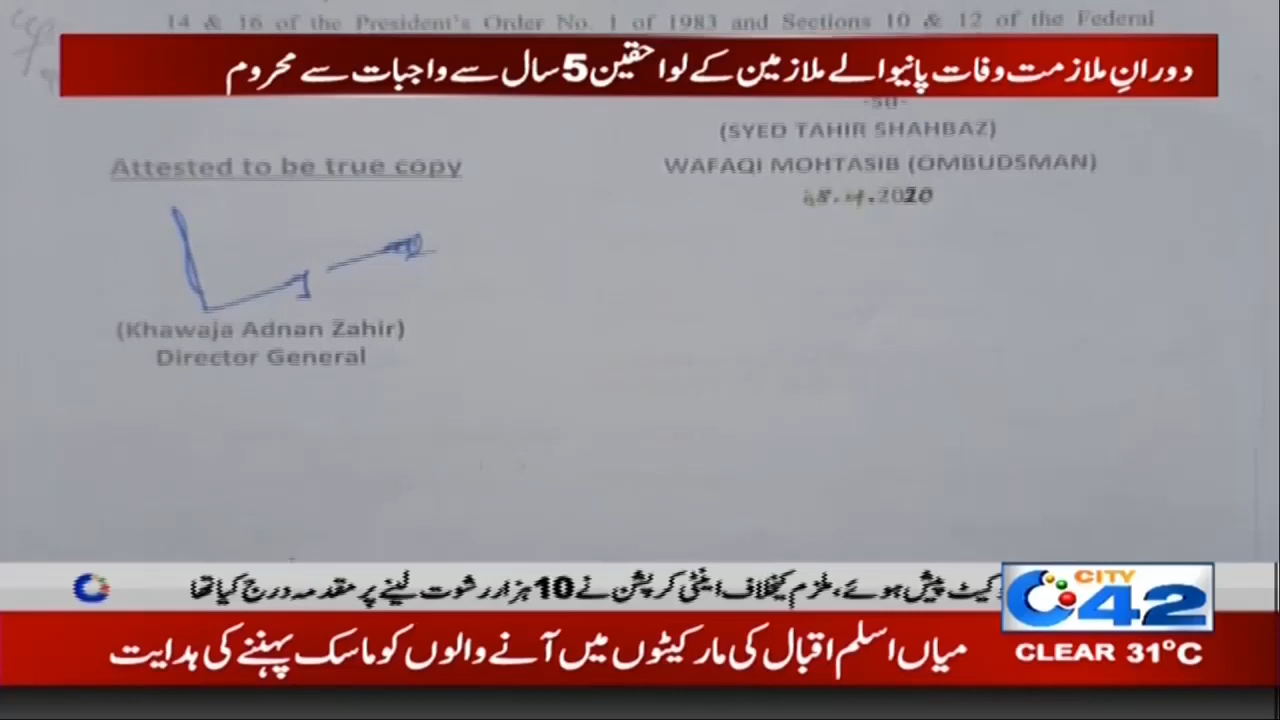 14 & 16 of the President's Order No. 1 of 1983 and Sections 10 & 12 of the Federal
دورانِ ملازمت وفات پانیوالے ملازمین کے لواحقین 5 سال سے واجبات سے محروم
-sd-
(SYED TAHIR SHAHBAZ)
WAFAQI MOHTASIB (OMBUDSMAN)
Attested to be true copy
(Khawaja Adnan Zahir)
Director General
کیٹ پیش ہوئے، ملزم کیخلاف اینٹی کرپشن نے 10 ہزار رشوت لینے پر مقدمہ درج کیا تھا
CITY 42
میاں اسلم اقبال کی مارکیٹوں میں آنے والوں کو ماسک پہننے کی ہدایت
CLEAR 31°C